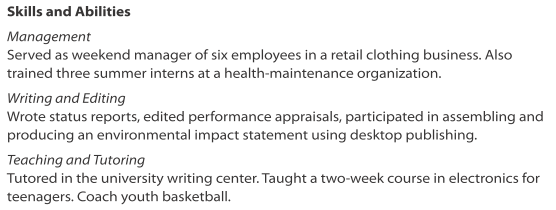 Skills and Abilities
Management
Served as weekend manager of six employees in a retail clothing business. Also
trained three summer interns at a health-maintenance organization.
Writing and Editing
Wrote status reports, edited performance appraisals, participated in assembling and
producing an environmental impact statement using desktop publishing.
Teaching and Tutoring
Tutored in the university writing center. Taught a two-week course in electronics for
teenagers. Coach youth basketball.